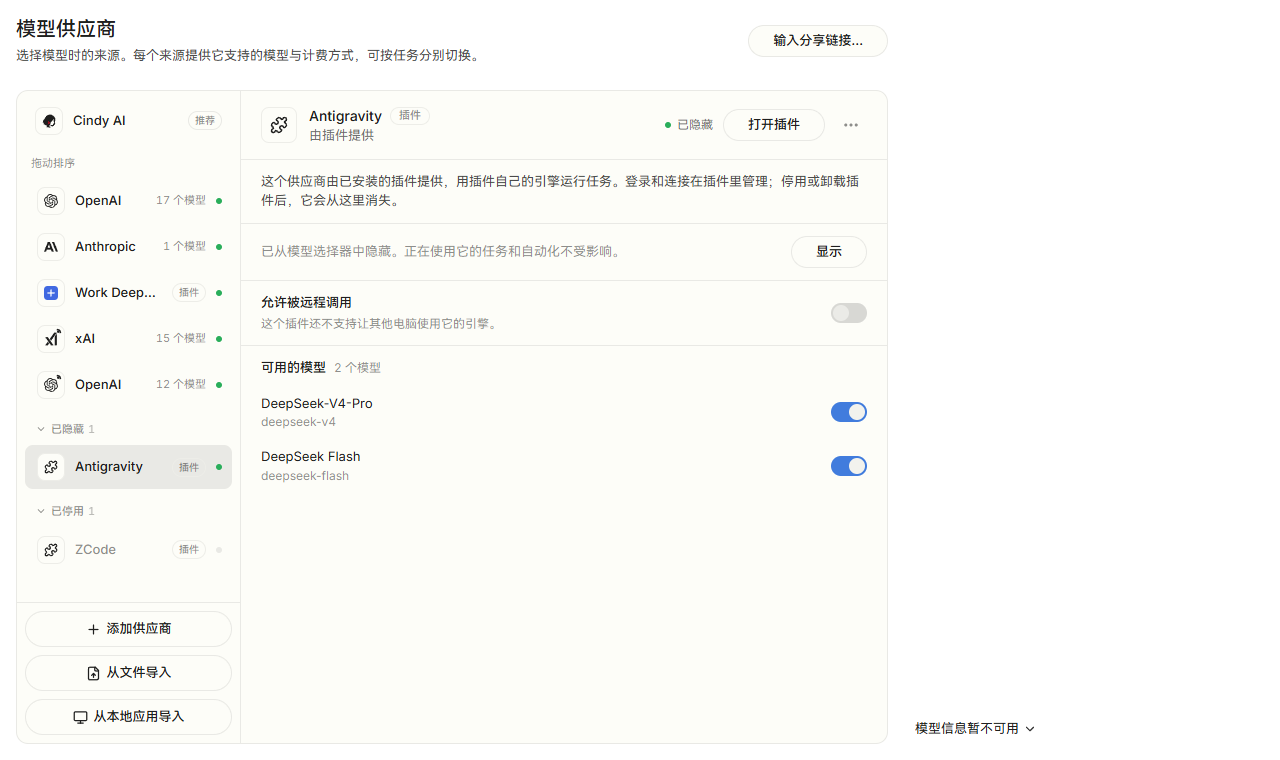 模型供应商
选择模型时的来源。每个来源提供它支持的模型与计费方式，可按任务分别切换。
输入分享链接...
Cindy AI
推荐
拖动排序
OpenAI
17 个模型
Anthropic
1 个模型
Work Deep...
插件
xAI
15 个模型
OpenAI
12 个模型
已隐藏 1
Antigravity
插件
已停用 1
ZCode
插件
添加供应商
从文件导入
从本地应用导入
Antigravity
插件
由插件提供
已隐藏
打开插件
这个供应商由已安装的插件提供，用插件自己的引擎运行任务。登录和连接在插件里管理；停用或卸载插
件后，它会从这里消失。
已从模型选择器中隐藏。正在使用它的任务和自动化不受影响。
显示
允许被远程调用
这个插件还不支持让其他电脑使用它的引擎。
可用的模型 2 个模型
DeepSeek-V4-Pro
deepseek-v4
DeepSeek Flash
deepseek-flash
模型信息暂不可用